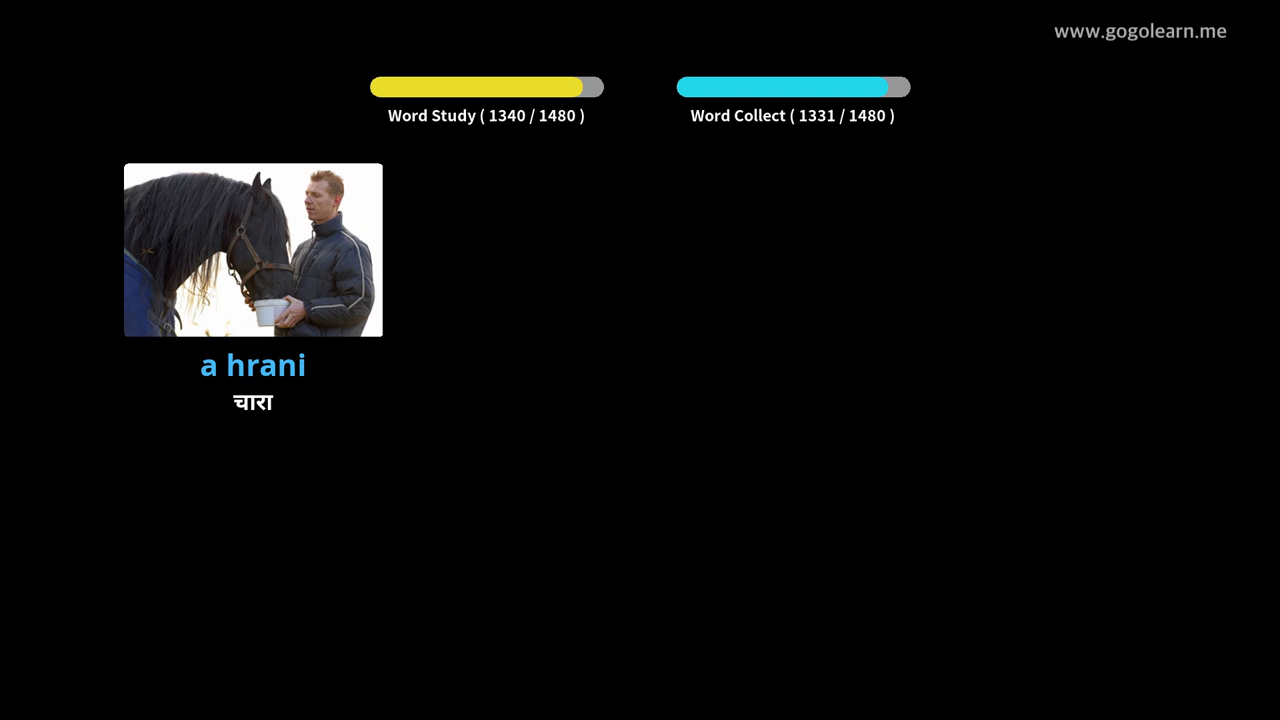 www.gogolearn.me
Word Study ( 1340 / 1480 )
Word Collect ( 1331 / 1480 )
a hrani
चारा